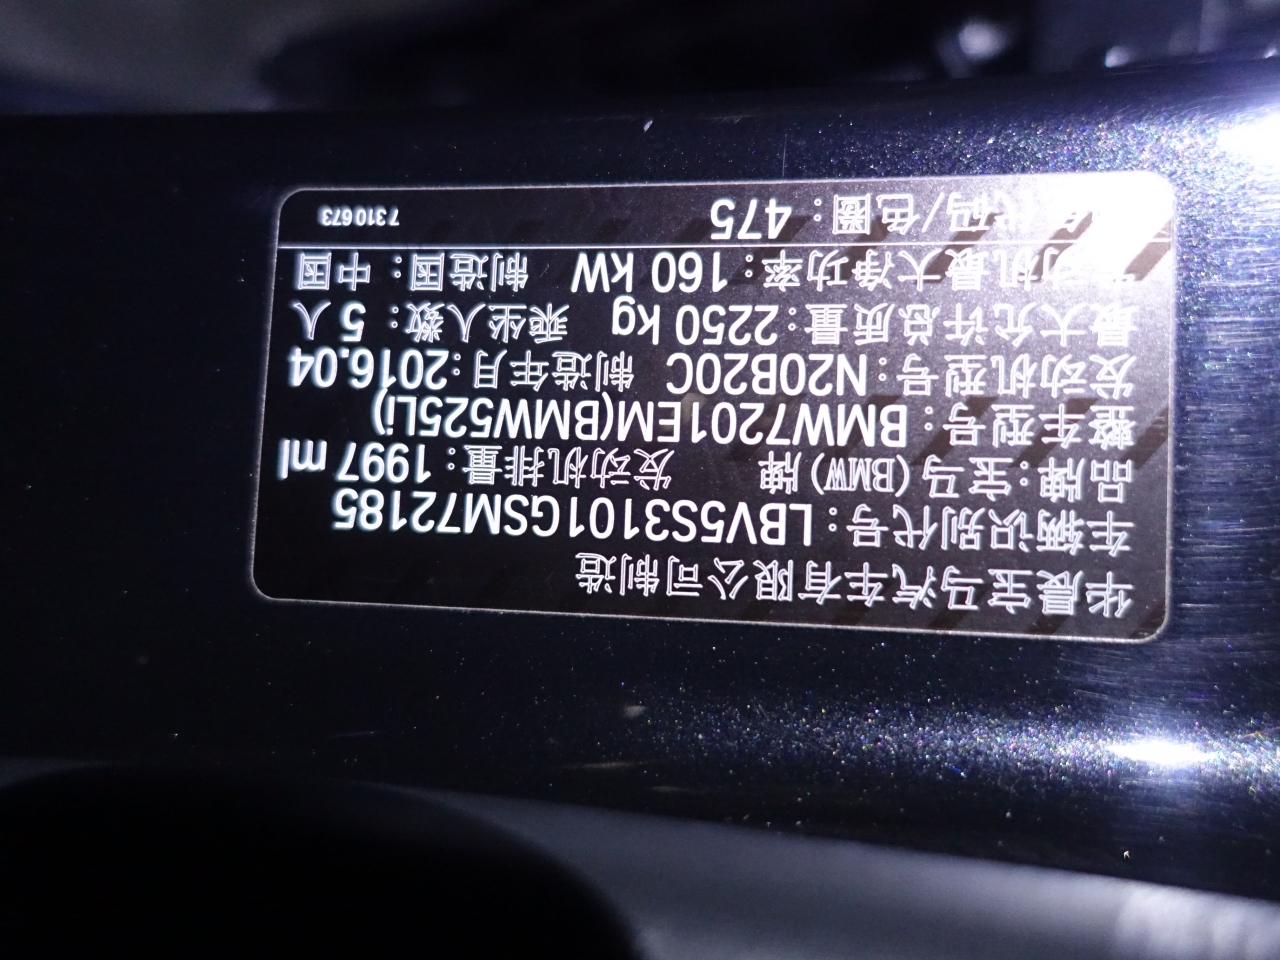 华晨宝马汽车有限公司制造
车辆识别代号：LBV5S3101GSM72185
品牌：宝马(BMW) 发动机排量：1997 ml
整车型号：BMW7201EM(BMW525Li)
发动机型号：N20B20C 制造年月：2016.04
最大允许总质量：2250 kg 乘坐人数：5 人
发动机最大净功率：160 kW 制造国：中国
代码/色圈：475 7310673